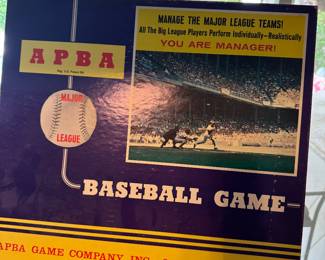 MANAGE THE MAJOR LEAGUE TEAMS!
All The Big League Players Perform Individually—Realistically
YOU ARE MANAGER!
APBA
MAJOR
LEAGUE
BASEBALL GAME
APBA GAME COMPANY, INC.